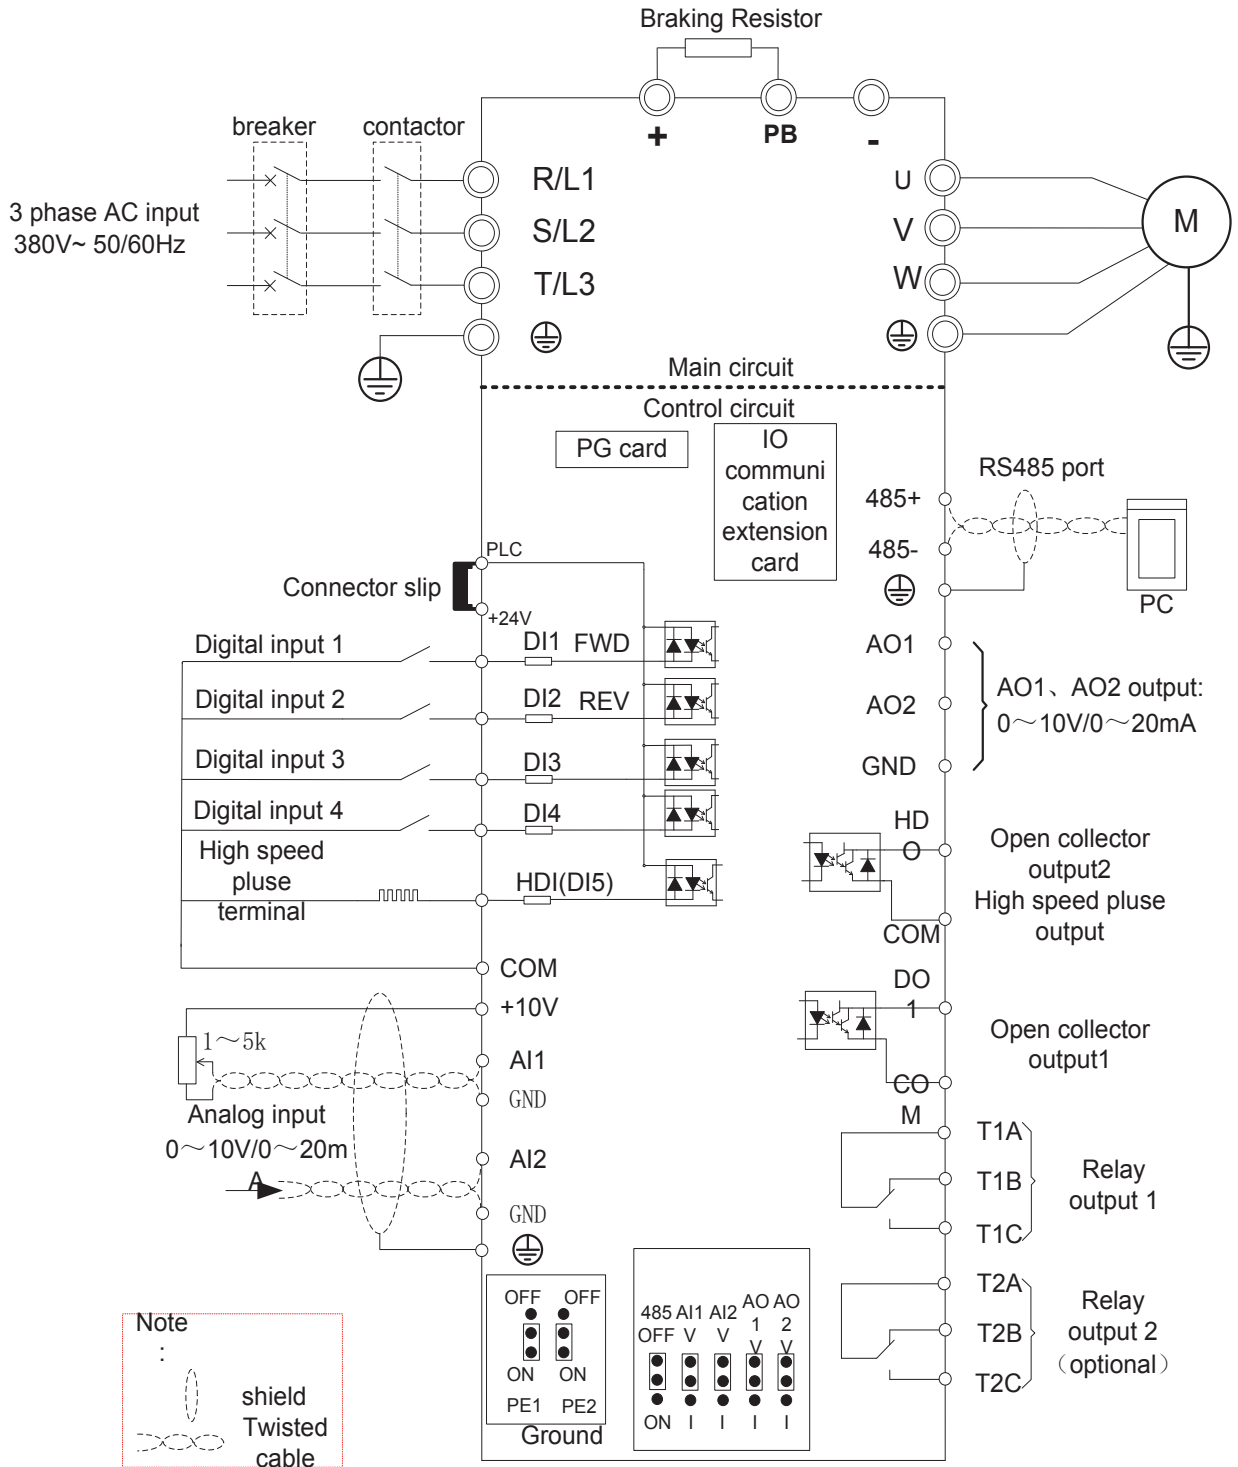 Braking Resistor
breaker
contactor
+
PB
-
3 phase AC input
380V~ 50/60Hz
R/L1
S/L2
T/L3
U
V
W
M
Main circuit
Control circuit
PG card
IO
communi
cation
extension
card
RS485 port
485+
485-
PC
PLC
Connector slip
+24V
Digital input 1
DI1 FWD
Digital input 2
DI2 REV
Digital input 3
DI3
Digital input 4
DI4
High speed
pluse
terminal
HDI(DI5)
COM
+10V
1～5k
AI1
GND
Analog input
0～10V/0～20m
A
AI2
GND
AO1
AO2
GND
AO1、AO2 output:
0～10V/0～20mA
HD
O
COM
Open collector
output2
High speed pluse
output
DO
1
CO
M
Open collector
output1
T1A
T1B
T1C
Relay
output 1
T2A
T2B
T2C
Relay
output 2
（optional）
OFF OFF
ON ON
PE1 PE2
Ground
485 AI1 AI2 AO AO
1 2
OFF V V V V
ON I I I I
Note
:
shield
Twisted
cable